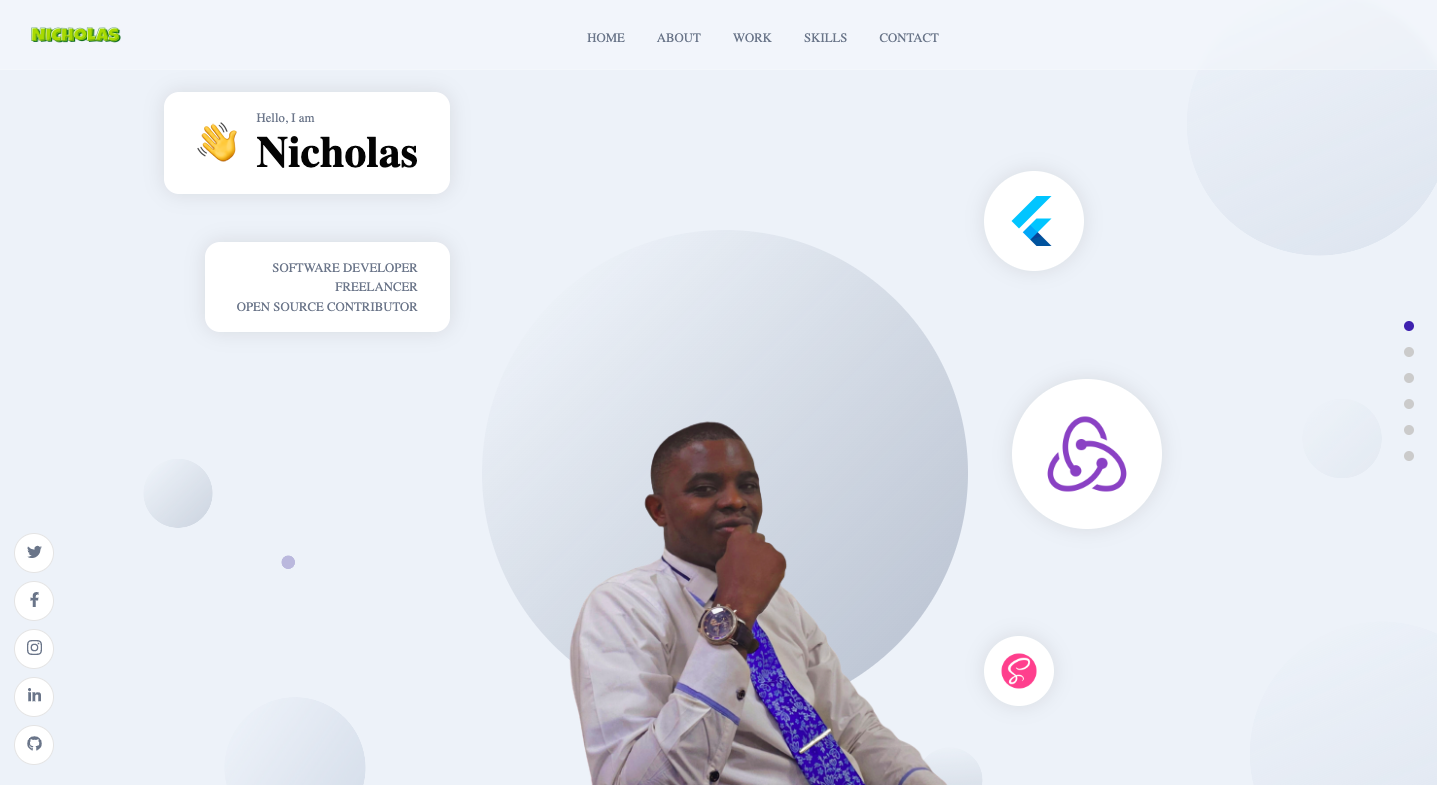 NICHOLAS
HOME ABOUT WORK SKILLS CONTACT
Hello, I am
Nicholas
SOFTWARE DEVELOPER
FREELANCER
OPEN SOURCE CONTRIBUTOR